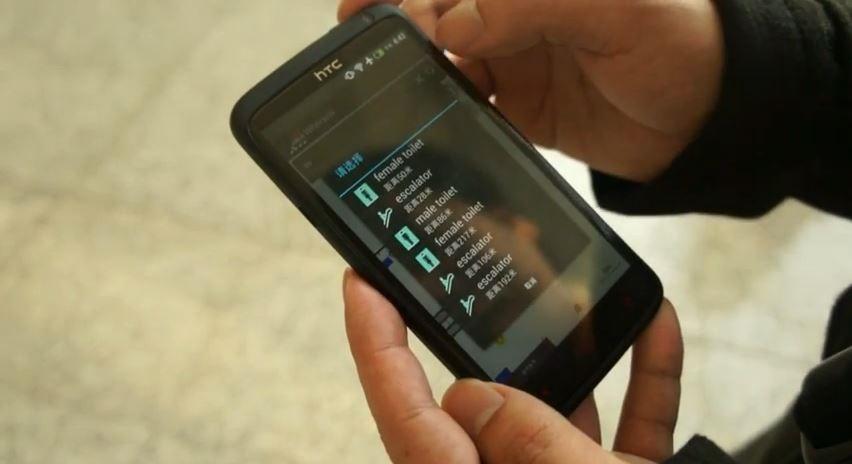 hTC
请选择
female toilet
距离50米
escalator
距离28米
male toilet
距离86米
female toilet
距离217米
escalator
距离106米
escalator
距离192米
取消